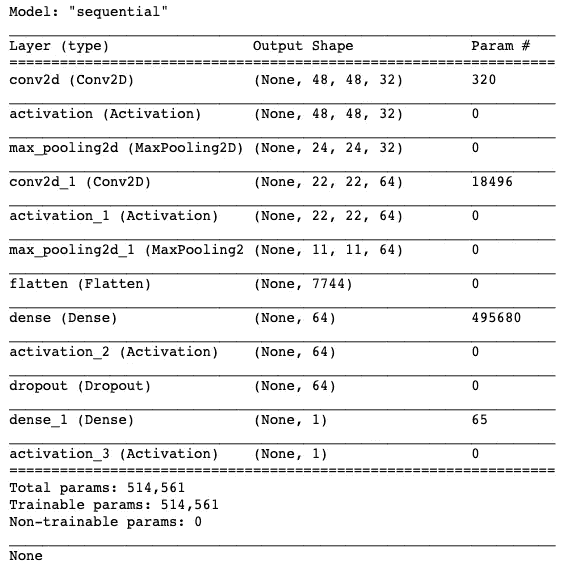 Model: "sequential"
Layer (type) Output Shape Param #
conv2d (Conv2D) (None, 48, 48, 32) 320
activation (Activation) (None, 48, 48, 32) 0
max_pooling2d (MaxPooling2D) (None, 24, 24, 32) 0
conv2d_1 (Conv2D) (None, 22, 22, 64) 18496
activation_1 (Activation) (None, 22, 22, 64) 0
max_pooling2d_1 (MaxPooling2 (None, 11, 11, 64) 0
flatten (Flatten) (None, 7744) 0
dense (Dense) (None, 64) 495680
activation_2 (Activation) (None, 64) 0
dropout (Dropout) (None, 64) 0
dense_1 (Dense) (None, 1) 65
activation_3 (Activation) (None, 1) 0
Total params: 514,561
Trainable params: 514,561
Non-trainable params: 0
None